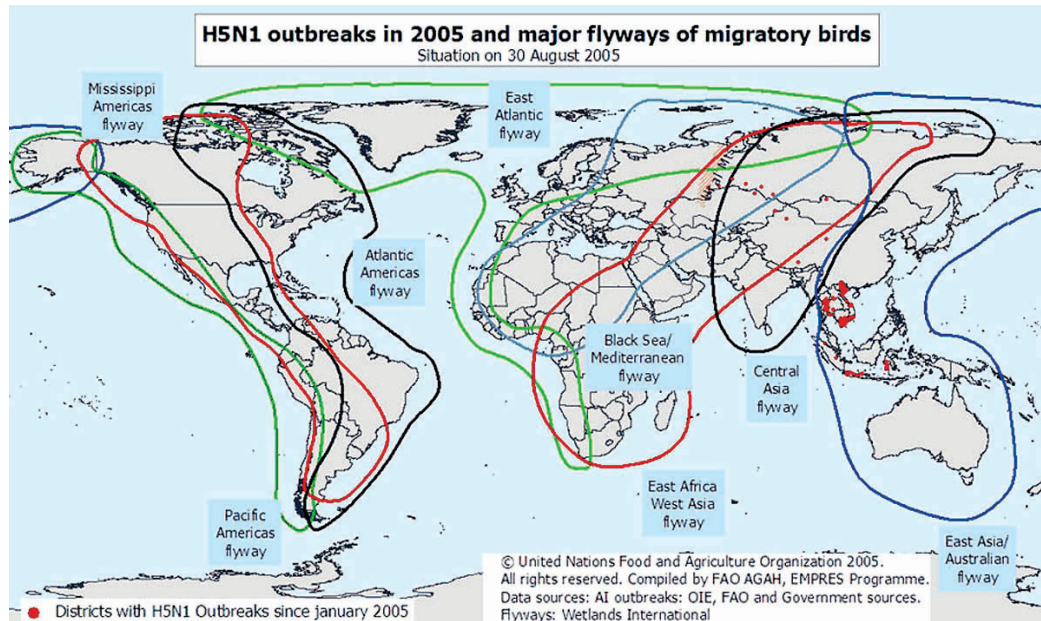 H5N1 outbreaks in 2005 and major flyways of migratory birds
Situation on 30 August 2005
Mississippi
Americas
flyway
East
Atlantic
flyway
Atlantic
Americas
flyway
Black Sea/
Mediterranean
flyway
Central
Asia
flyway
East Africa
West Asia
flyway
Pacific
Americas
flyway
East Asia/
Australian
flyway
© United Nations Food and Agriculture Organization 2005.
All rights reserved. Compiled by FAO AGAH, EMPRES Programme.
Data sources: AI outbreaks: OIE, FAO and Government sources.
Flyways: Wetlands International
Districts with H5N1 Outbreaks since january 2005